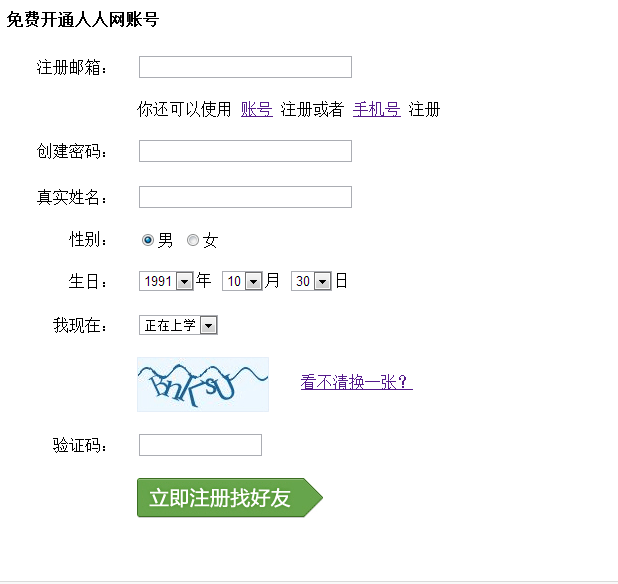 免费开通人人网账号
注册邮箱：
你还可以使用 账号 注册或者 手机号 注册
创建密码：
真实姓名：
性别： 男 女
生日： 1991 年 10 月 30 日
我现在： 正在上学
看不清换一张？
验证码：
立即注册找好友